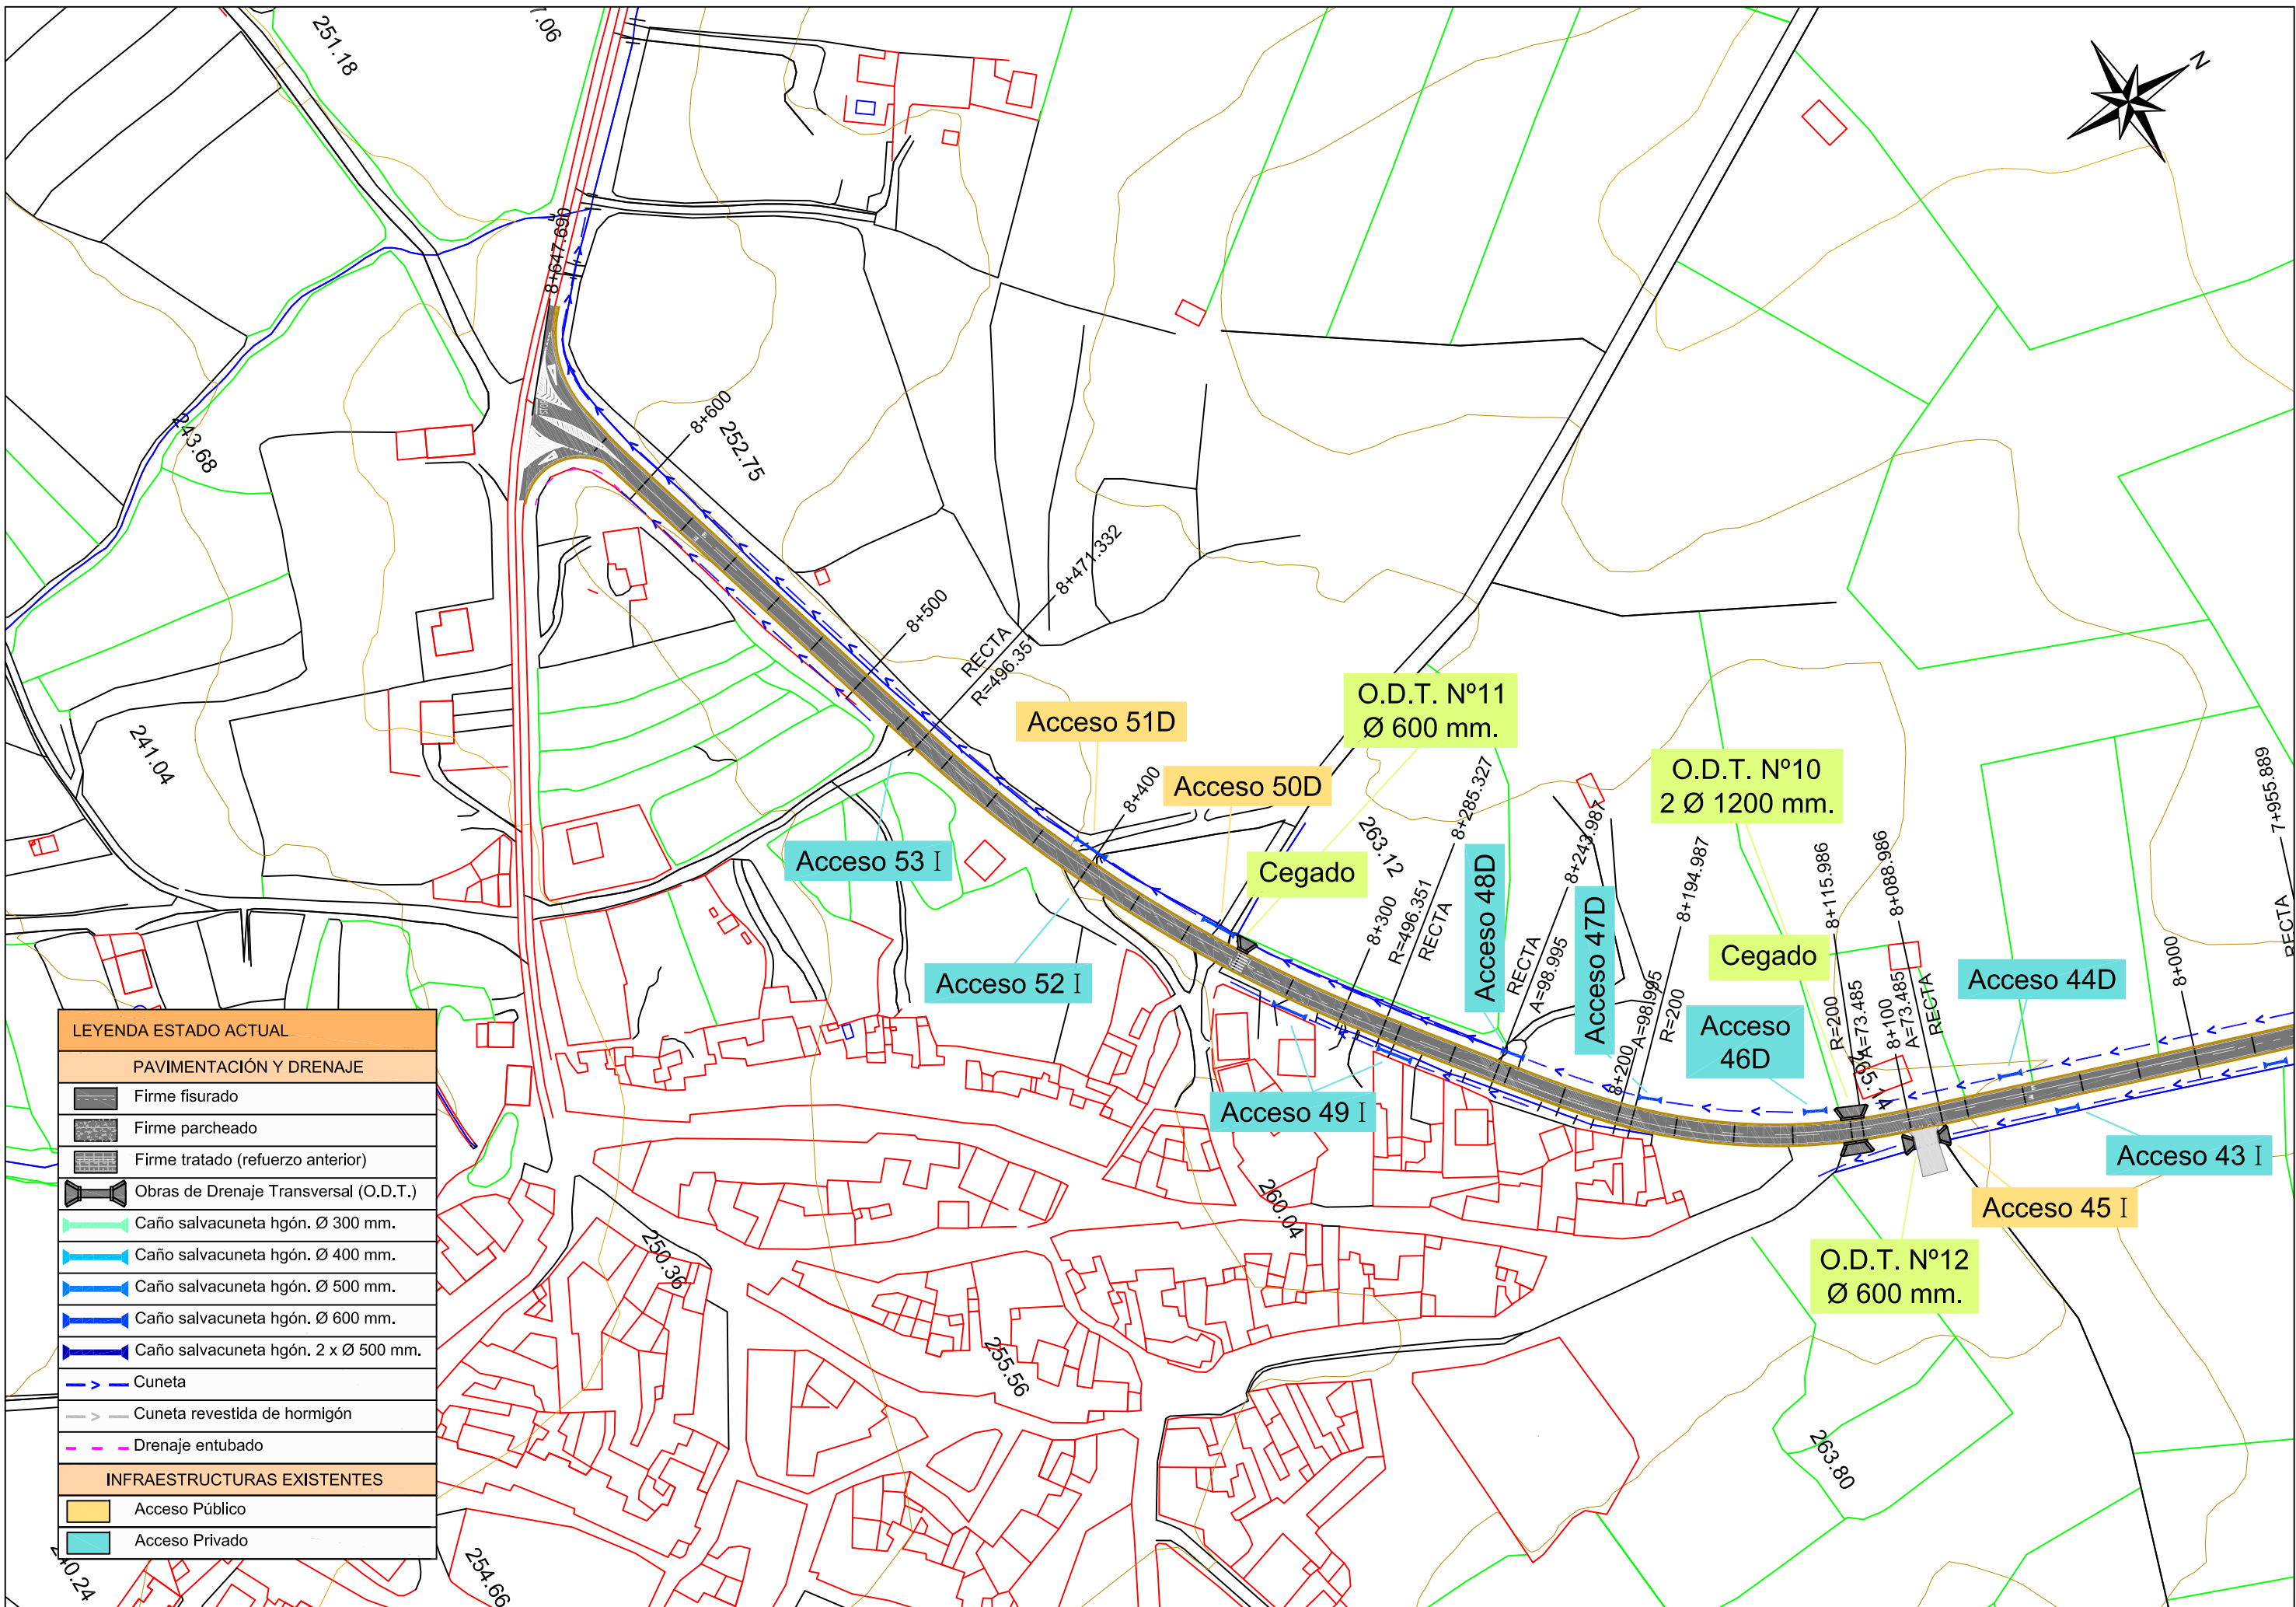 251.18
7.06
N
8+647.690
243.68
8+600
252.75
8+500
RECTA
R=496.351
8+471.332
241.04
Acceso 51D
8+400
Acceso 50D
O.D.T. Nº11
Ø 600 mm.
Cegado
Acceso 53 I
Acceso 52 I
263.12
8+300
R=496.351
RECTA
8+285.327
Acceso 49 I
Acceso 48D
RECTA
A=98.995
8+243.987
Acceso 47D
8+200
A=98.995
R=200
8+194.987
O.D.T. Nº10
2 Ø 1200 mm.
Cegado
Acceso
46D
R=200
A=73.485
8+115.986
8+100
A=73.485
RECTA
8+088.986
Acceso 44D
8+000
RECTA
7+955.889
Acceso 43 I
Acceso 45 I
O.D.T. Nº12
Ø 600 mm.
260.04
250.36
255.56
263.80
254.66
40.24
LEYENDA ESTADO ACTUAL
PAVIMENTACIÓN Y DRENAJE
Firme fisurado
Firme parcheado
Firme tratado (refuerzo anterior)
Obras de Drenaje Transversal (O.D.T.)
Caño salvacuneta hgón. Ø 300 mm.
Caño salvacuneta hgón. Ø 400 mm.
Caño salvacuneta hgón. Ø 500 mm.
Caño salvacuneta hgón. Ø 600 mm.
Caño salvacuneta hgón. 2 x Ø 500 mm.
Cuneta
Cuneta revestida de hormigón
Drenaje entubado
INFRAESTRUCTURAS EXISTENTES
Acceso Público
Acceso Privado